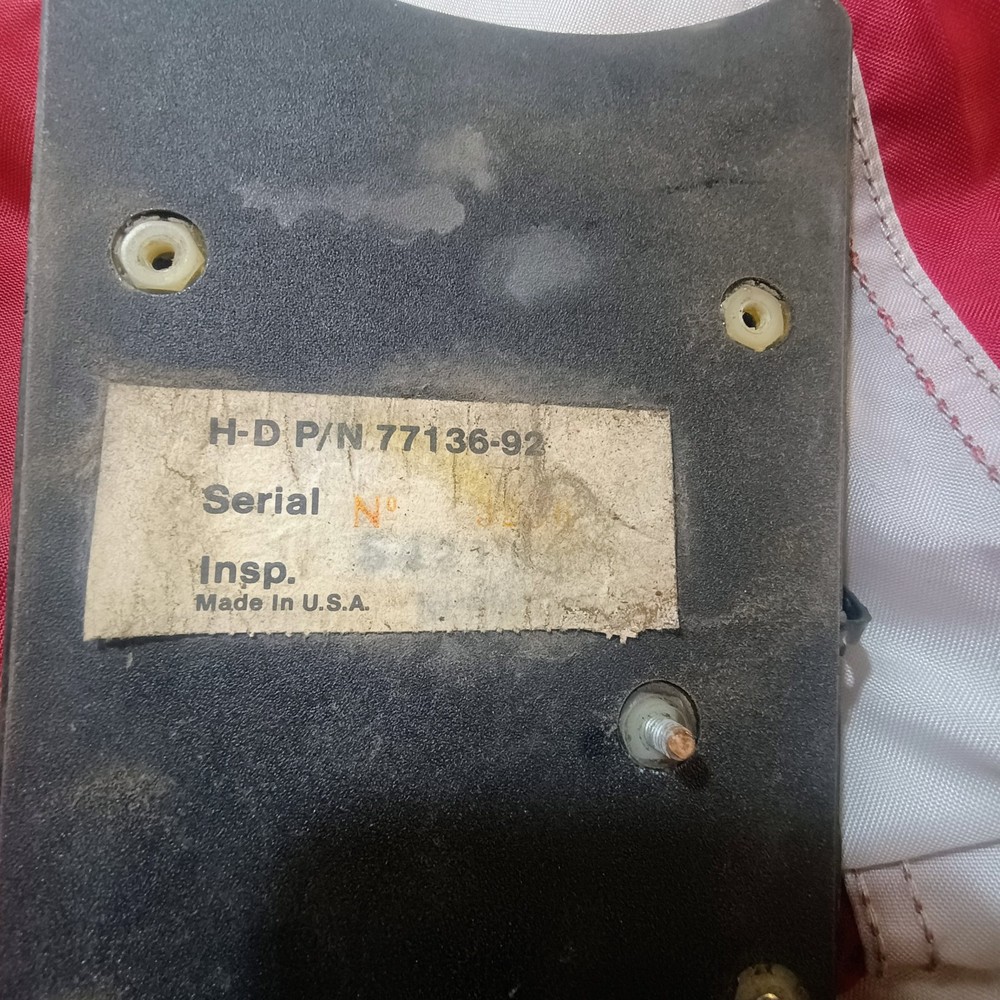 H-D P/N 77136-92
Serial Nº
Insp.
Made in U.S.A.